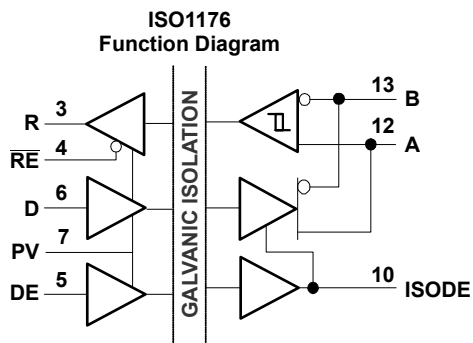 ISO1176
Function Diagram
GALVANIC ISOLATION
R 3
RE 4
D 6
PV 7
DE 5
13 B
12 A
10 ISODE